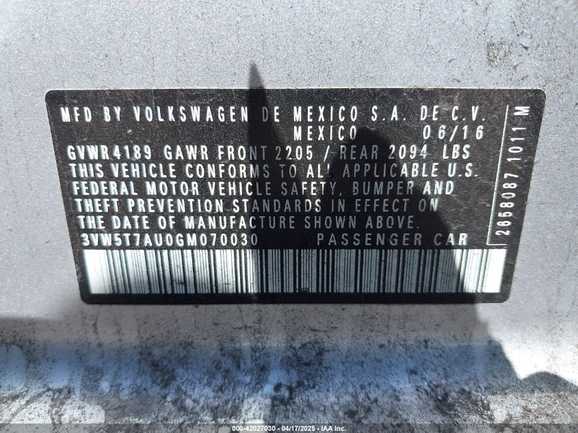 MFD BY VOLKSWAGEN DE MEXICO S.A. DE C.V.
MEXICO 06/16
GVWR 4189 GAWR FRONT 2205 / REAR 2094 LBS
THIS VEHICLE CONFORMS TO ALL APPLICABLE U.S.
FEDERAL MOTOR VEHICLE SAFETY, BUMPER AND
THEFT PREVENTION STANDARDS IN EFFECT ON
THE DATE OF MANUFACTURE SHOWN ABOVE.
3VW5T7AU0GM070030 PASSENGER CAR
2658087 1011 M
000-42027030 - 04/17/2025 - IAA Inc.